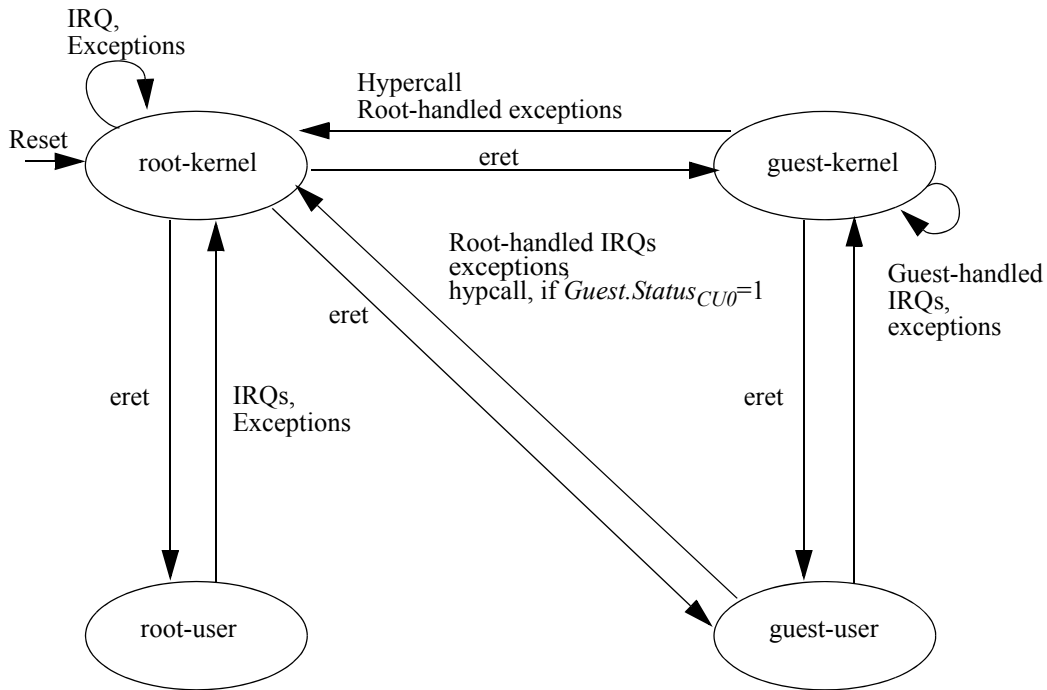 IRQ,
Exceptions
Hypercall
Root-handled exceptions
Reset
root-kernel
eret
guest-kernel
Root-handled IRQs
exceptions,
hypcall, if Guest.Status_CU0=1
eret
Guest-handled
IRQs,
exceptions
eret
IRQs,
Exceptions
eret
root-user
guest-user